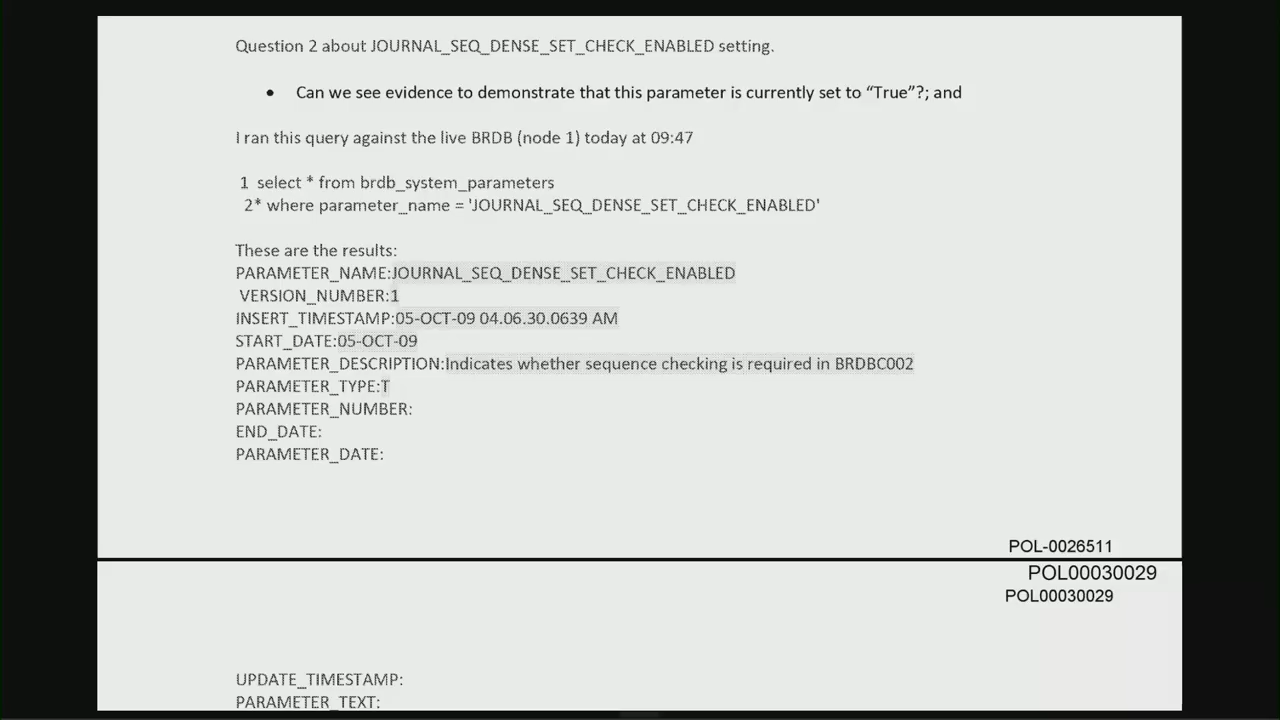 Question 2 about JOURNAL_SEQ_DENSE_SET_CHECK_ENABLED setting.
• Can we see evidence to demonstrate that this parameter is currently set to “True”?; and
I ran this query against the live BRDB (node 1) today at 09:47
1 select * from brdb_system_parameters
2* where parameter_name = 'JOURNAL_SEQ_DENSE_SET_CHECK_ENABLED'
These are the results:
PARAMETER_NAME:JOURNAL_SEQ_DENSE_SET_CHECK_ENABLED
VERSION_NUMBER:1
INSERT_TIMESTAMP:05-OCT-09 04.06.30.0639 AM
START_DATE:05-OCT-09
PARAMETER_DESCRIPTION:Indicates whether sequence checking is required in BRDBC002
PARAMETER_TYPE:T
PARAMETER_NUMBER:
END_DATE:
PARAMETER_DATE:
POL-0026511
POL00030029
POL00030029
UPDATE_TIMESTAMP:
PARAMETER_TEXT: